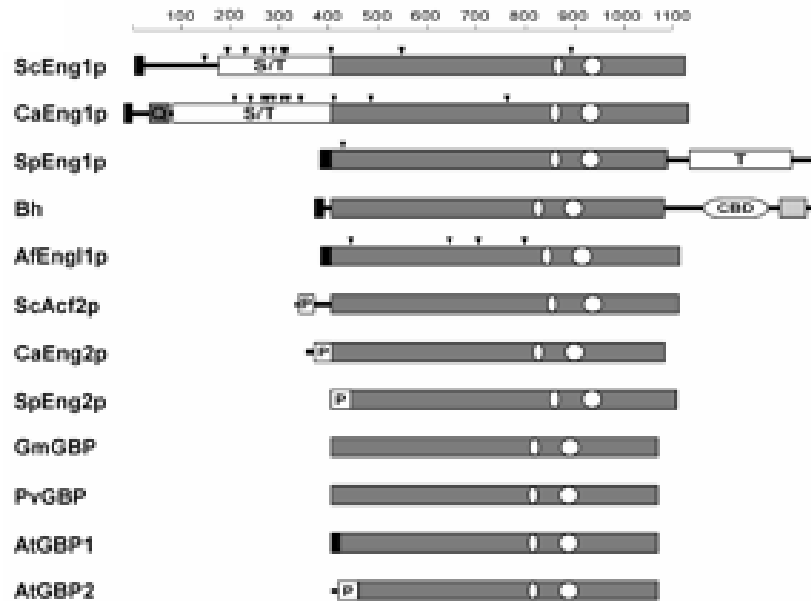 100 200 300 400 500 600 700 800 900 1000 1100
ScEng1p S/T
CaEng1p Q S/T
SpEng1p T
Bh CBD
AfEngl1p
ScAcf2p P
CaEng2p P
SpEng2p P
GmGBP
PvGBP
AtGBP1
AtGBP2 P